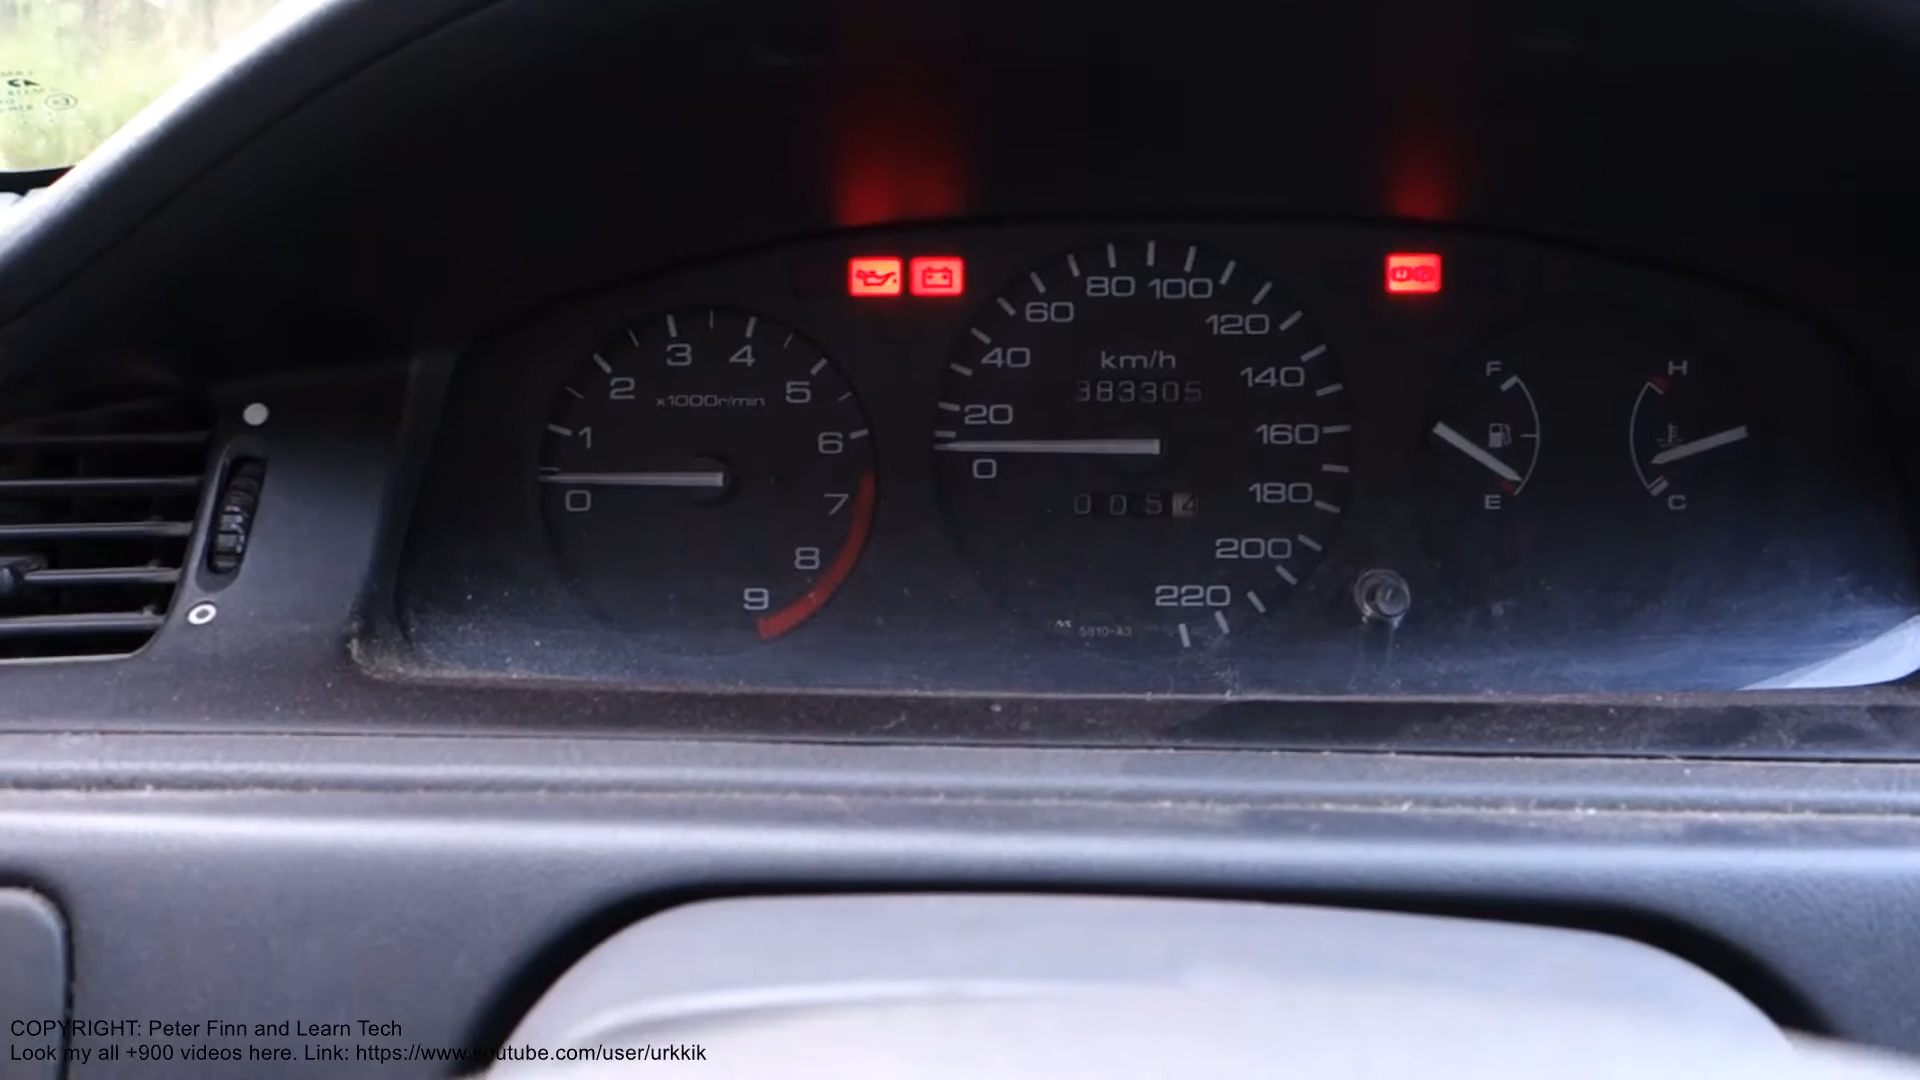 80 100
60 120
40 km/h 140
383305
3 4
2 x1000r/min 5
1 6
20 160
0 0
7 180
005
8 200
9 220
F
E
H
C
COPYRIGHT: Peter Finn and Learn Tech
Look my all +900 videos here. Link: https://www.youtube.com/user/urkkik